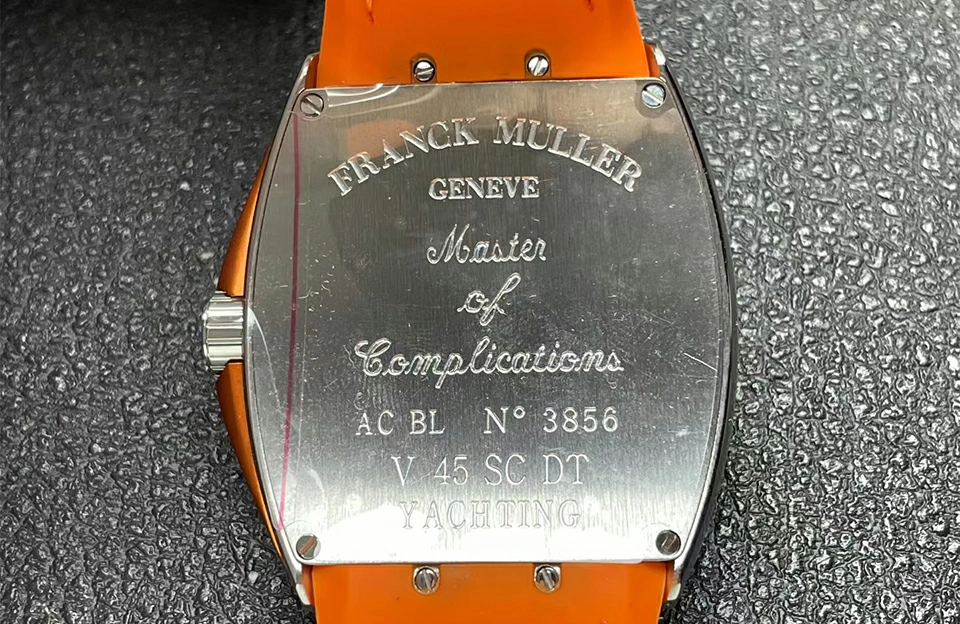 FRANCK MULLER
GENEVE
Master
of
Complications
AC BL N° 3856
V 45 SC DT
YACHTING